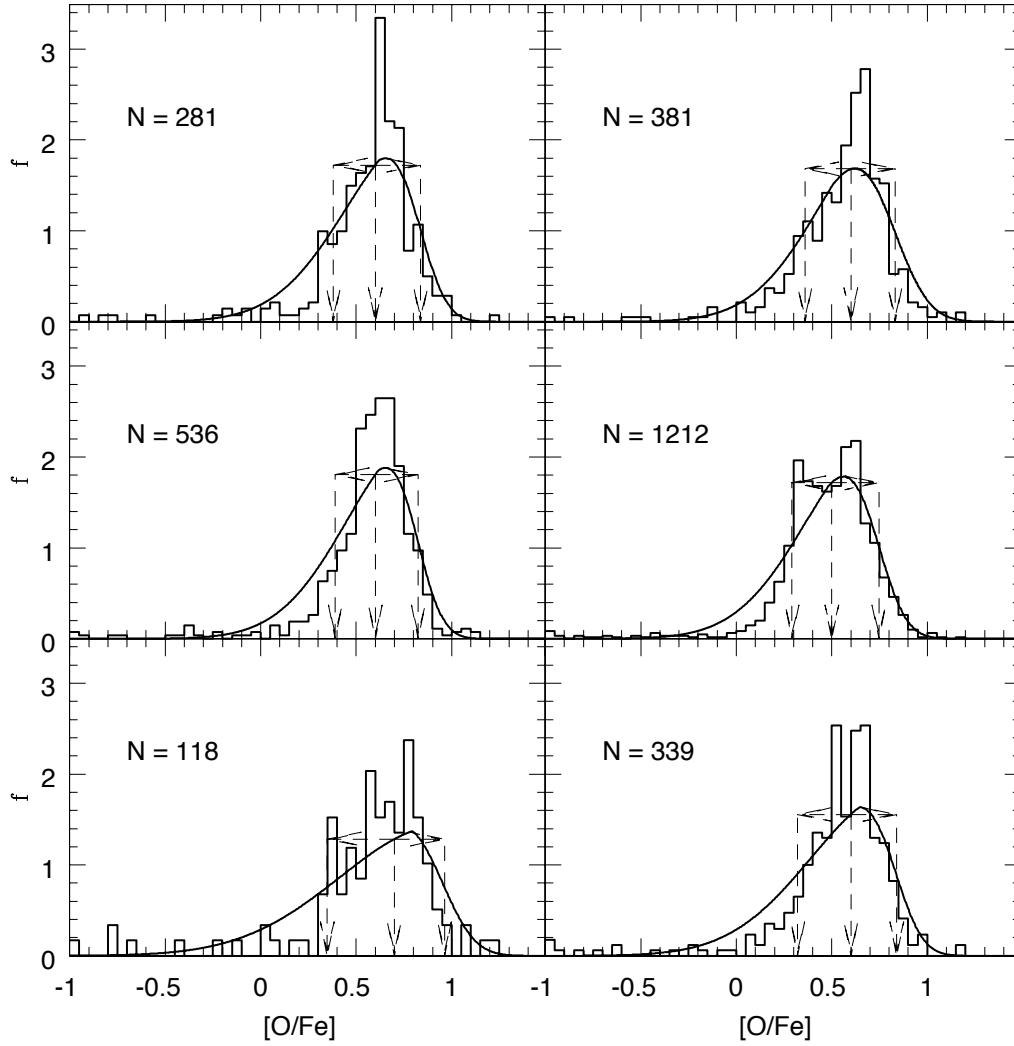 3
2
1
0
f
N = 281
N = 381
3
2
1
0
f
N = 536
N = 1212
3
2
1
0
f
N = 118
N = 339
-1 -0.5 0 0.5 1 -1 -0.5 0 0.5 1
[O/Fe] [O/Fe]